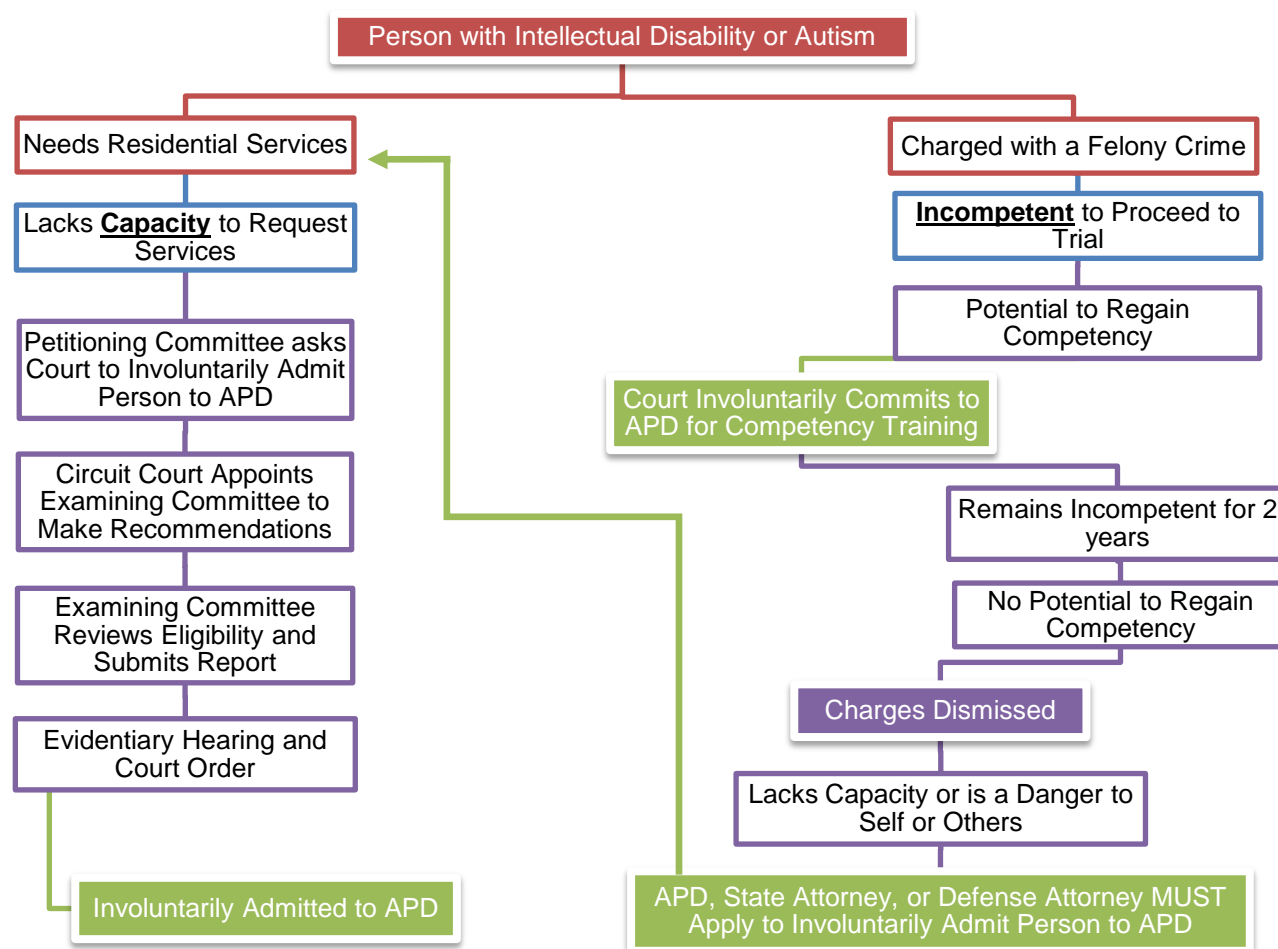 Person with Intellectual Disability or Autism
Needs Residential Services
Lacks Capacity to Request
Services
Petitioning Committee asks
Court to Involuntarily Admit
Person to APD
Circuit Court Appoints
Examining Committee to
Make Recommendations
Examining Committee
Reviews Eligibility and
Submits Report
Evidentiary Hearing and
Court Order
Involuntarily Admitted to APD
Charged with a Felony Crime
Incompetent to Proceed to
Trial
Potential to Regain
Competency
Court Involuntarily Commits to
APD for Competency Training
Remains Incompetent for 2
years
No Potential to Regain
Competency
Charges Dismissed
Lacks Capacity or is a Danger to
Self or Others
APD, State Attorney, or Defense Attorney MUST
Apply to Involuntarily Admit Person to APD